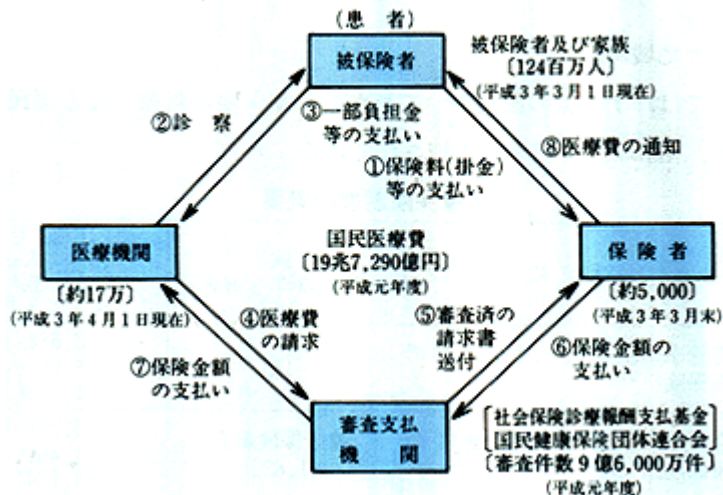 (患 者)
被保険者
被保険者及び家族
〔124百万人〕
(平成3年3月1日現在)
②診 察
③一部負担金
等の支払い
①保険料(掛金)
等の支払い
⑧医療費の通知
医療機関
〔約17万〕
(平成3年4月1日現在)
国民医療費
〔19兆7,290億円〕
(平成元年度)
保 険 者
〔約5,000〕
(平成3年3月末)
④医療費
の請求
⑦保険金額
の支払い
⑤審査済の
請求書
送付
⑥保険金額の
支払い
審査支払
機 関
[社会保険診療報酬支払基金
国民健康保険団体連合会]
〔審査件数9億6,000万件〕
(平成元年度)